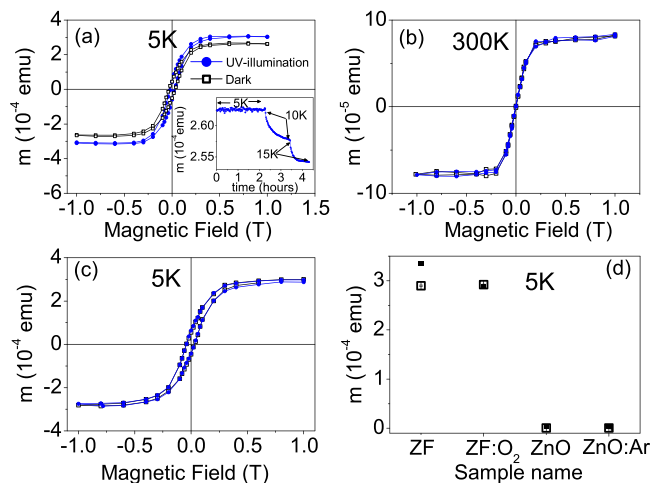 (a) 5K
UV-illumination
Dark
m (10⁻⁴ emu)
6
4
2
0
-2
-4
-6
-1.0 -0.5 0.0 0.5 1.0 1.5
Magnetic Field (T)
5K
10K
15K
m (10⁻⁴ emu)
2.60
2.55
0 1 2 3 4
time (hours)
(b) 300K
m (10⁻⁵ emu)
10
0
-10
-1.0 -0.5 0.0 0.5 1.0
Magnetic Field (T)
(c) 5K
m (10⁻⁴ emu)
4
2
0
-2
-4
-1.0 -0.5 0.0 0.5 1.0
Magnetic Field (T)
(d)
5K
m (10⁻⁴ emu)
3
2
1
0
ZF ZF:O₂ ZnO ZnO:Ar
Sample name